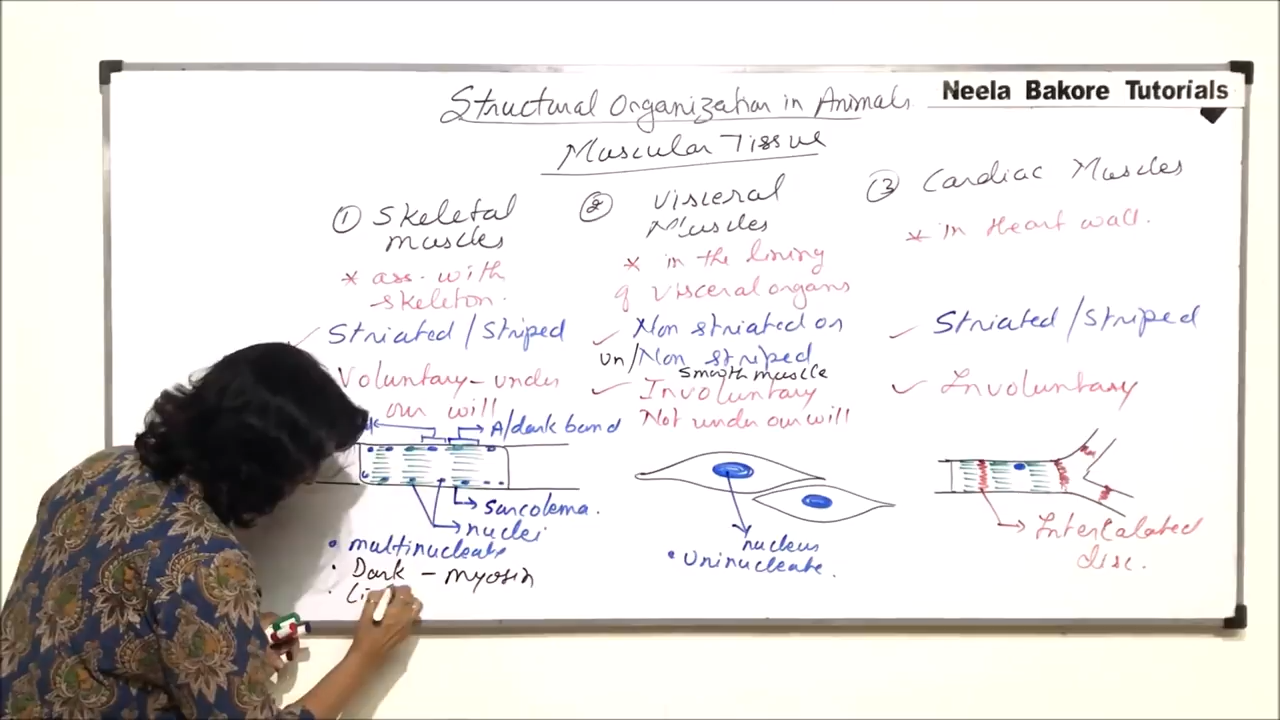 Structural Organization in Animals
Neela Bakore Tutorials
Muscular Tissue
① Skeletal
muscles
* ass. with
skeleton.
Striated / Striped
Voluntary – under
our will
A/dark band
sarcolema.
nuclei
• multinucleate
• Dark – myosin
② Visceral
Muscles
* in the lining
of visceral organs
Non striated or
un/Non striped
smooth muscle
Involuntary
Not under our will
nucleus
• Uninucleate.
③ Cardiac Muscles
* in Heart wall.
Striated / Striped
Involuntary
Intercalated
disc.